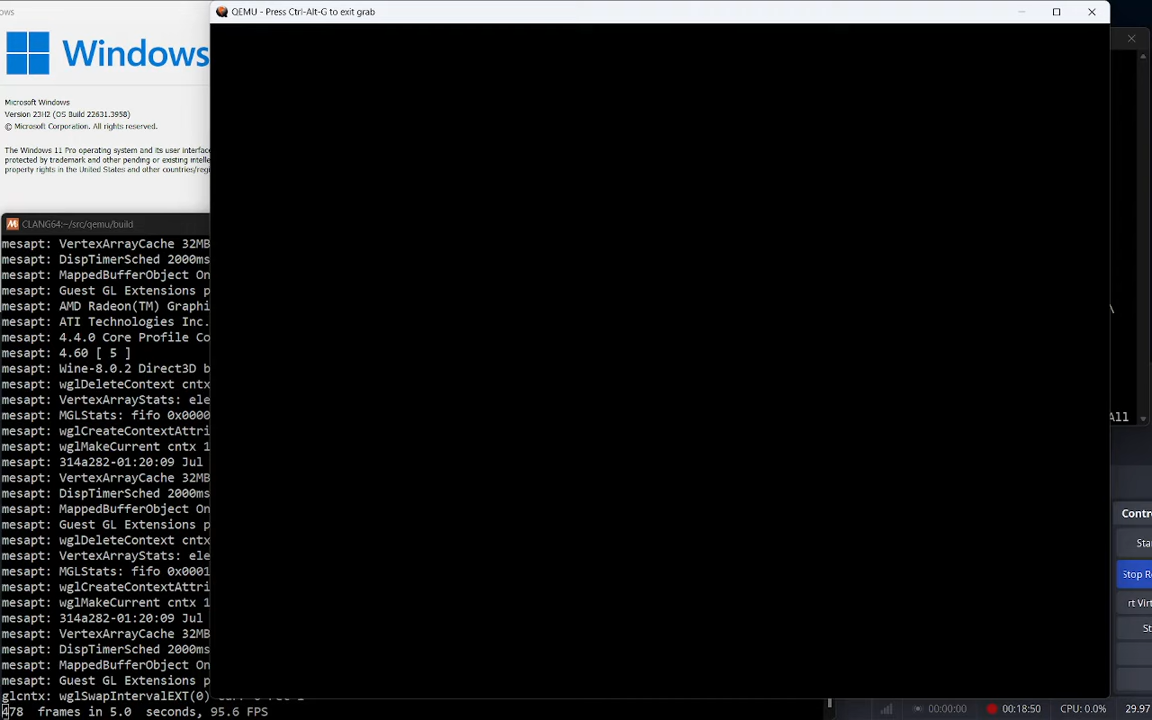 ows
QEMU - Press Ctrl-Alt-G to exit grab
Windows
Microsoft Windows
Version 23H2 (OS Build 22631.3958)
© Microsoft Corporation. All rights reserved.
The Windows 11 Pro operating system and its user interface
protected by trademark and other pending or existing intelle
property rights in the United States and other countries/regi
CLANG64:~/src/qemu/build
mesapt: VertexArrayCache 32MB
mesapt: DispTimerSched 2000ms
mesapt: MappedBufferObject On
mesapt: Guest GL Extensions p
mesapt: AMD Radeon(TM) Graphi
mesapt: ATI Technologies Inc.
mesapt: 4.4.0 Core Profile Co
mesapt: 4.60 [ 5 ]
mesapt: Wine-8.0.2 Direct3D b
mesapt: wglDeleteContext cntx
mesapt: VertexArrayStats: ele
mesapt: MGLStats: fifo 0x0000
mesapt: wglCreateContextAttri
mesapt: wglMakeCurrent cntx 1
mesapt: 314a282-01:20:09 Jul
mesapt: VertexArrayCache 32MB
mesapt: DispTimerSched 2000ms
mesapt: MappedBufferObject On
mesapt: Guest GL Extensions p
mesapt: wglDeleteContext cntx
mesapt: VertexArrayStats: ele
mesapt: MGLStats: fifo 0x0001
mesapt: wglCreateContextAttri
mesapt: wglMakeCurrent cntx 1
mesapt: 314a282-01:20:09 Jul
mesapt: VertexArrayCache 32MB
mesapt: DispTimerSched 2000ms
mesapt: MappedBufferObject On
mesapt: Guest GL Extensions p
glcntx: wglSwapIntervalEXT(0)
478 frames in 5.0 seconds, 95.6 FPS
\
All
Contro
Sta
Stop Re
rt Virt
St
00:00:00
00:18:50
CPU: 0.0%
29.97